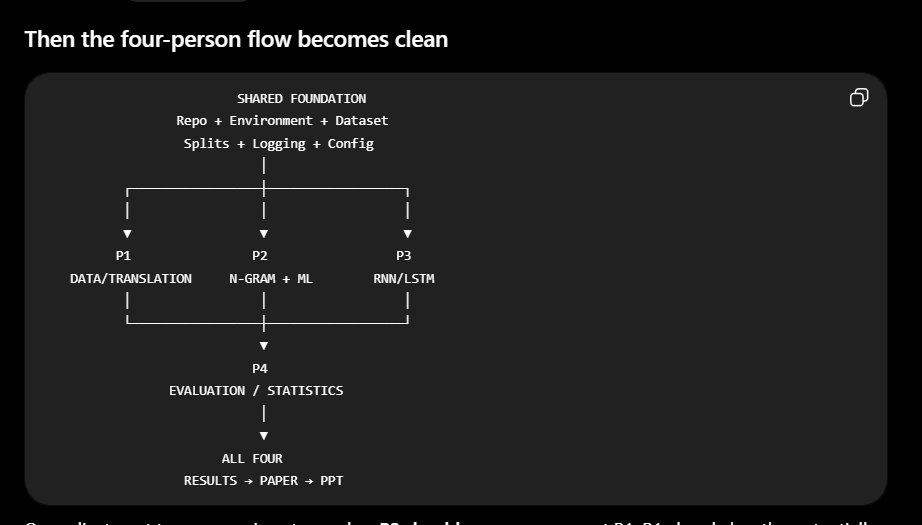 Then the four-person flow becomes clean
SHARED FOUNDATION
Repo + Environment + Dataset
Splits + Logging + Config
P1 P2 P3
DATA/TRANSLATION N-GRAM + ML RNN/LSTM
P4
EVALUATION / STATISTICS
ALL FOUR
RESULTS → PAPER → PPT